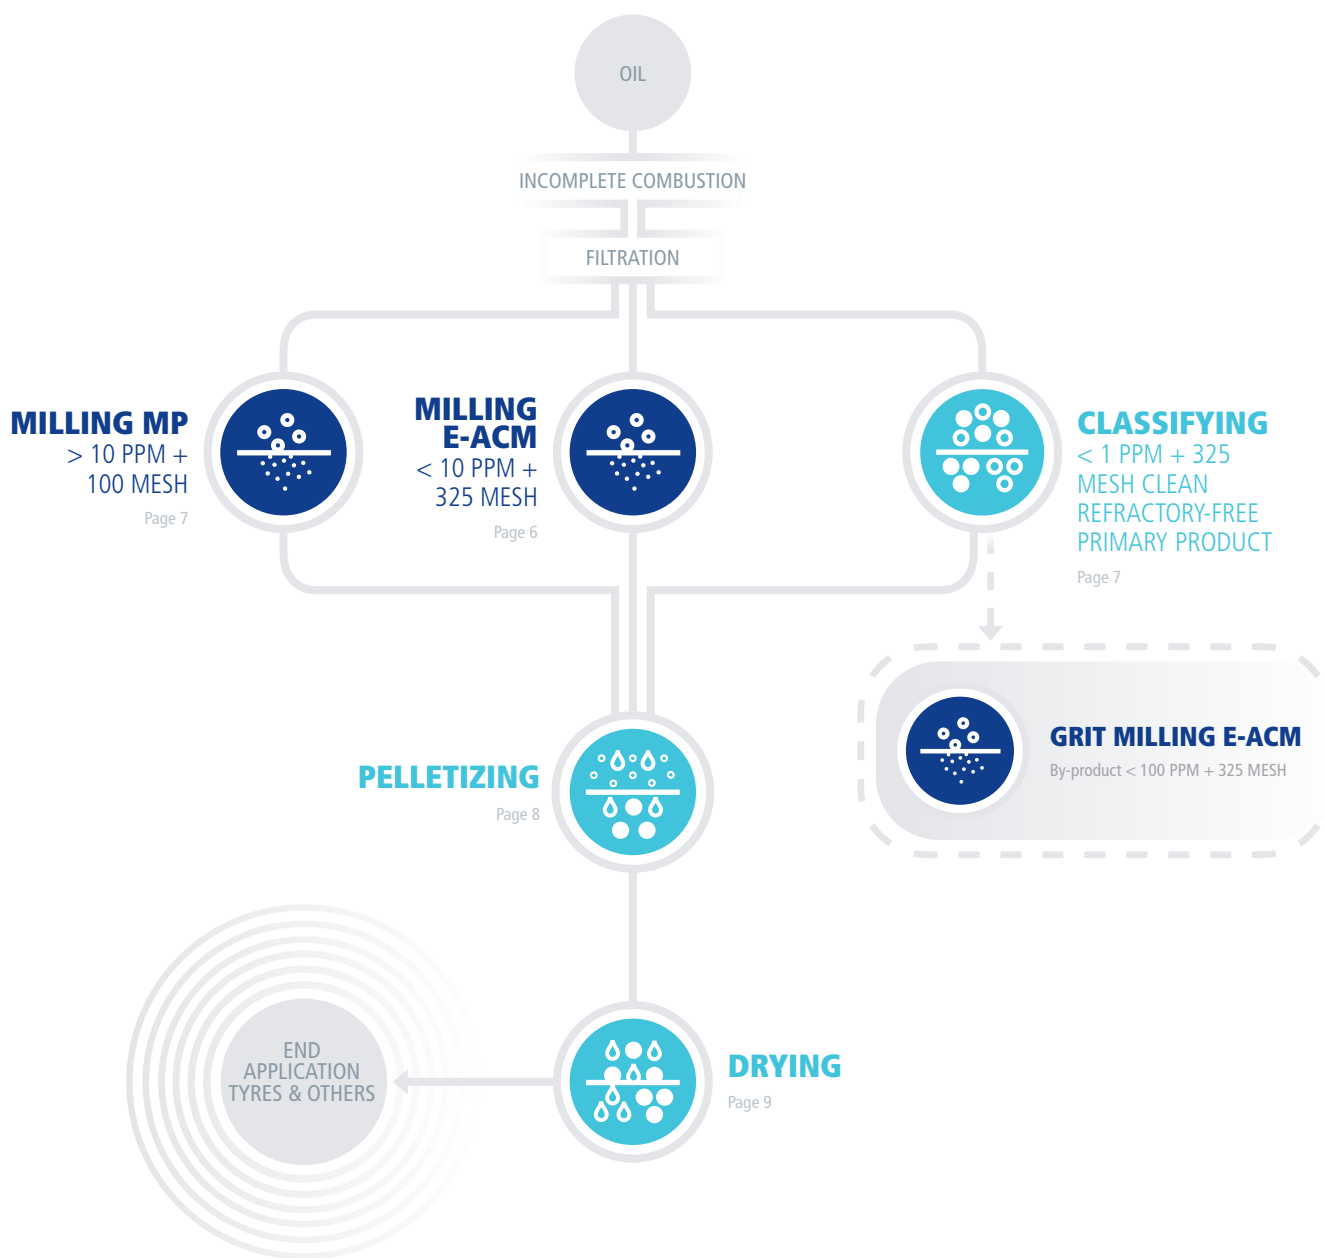 OIL
INCOMPLETE COMBUSTION
FILTRATION
MILLING MP
> 10 PPM +
100 MESH
Page 7
MILLING
E-ACM
< 10 PPM +
325 MESH
Page 6
CLASSIFYING
< 1 PPM + 325
MESH CLEAN
REFRACTORY-FREE
PRIMARY PRODUCT
Page 7
GRIT MILLING E-ACM
By-product < 100 PPM + 325 MESH
PELLETIZING
Page 8
DRYING
Page 9
END
APPLICATION
TYRES & OTHERS